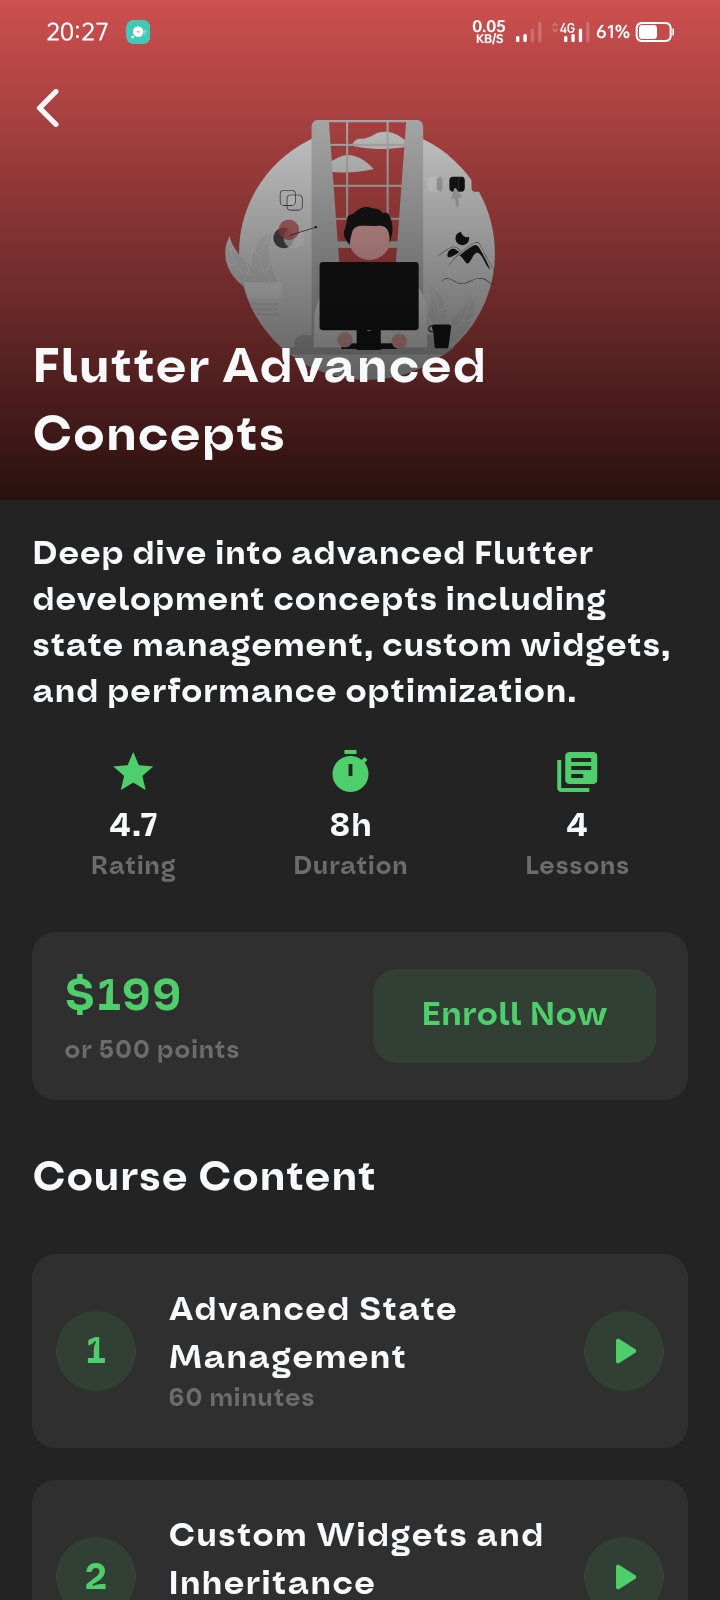 20:27
0.05
KB/S
4G
61%
Flutter Advanced
Concepts
Deep dive into advanced Flutter
development concepts including
state management, custom widgets,
and performance optimization.
4.7
8h
4
Rating
Duration
Lessons
$199
Enroll Now
or 500 points
Course Content
1
Advanced State
Management
60 minutes
2
Custom Widgets and
Inheritance